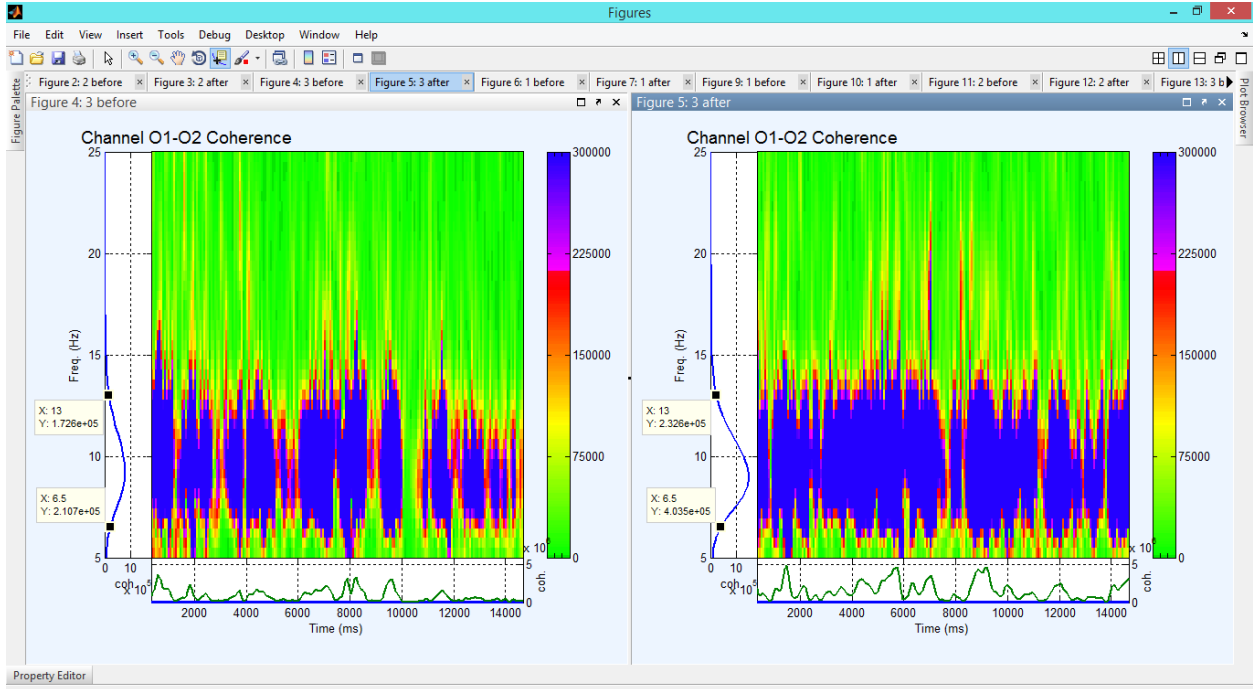 Figures
File Edit View Insert Tools Debug Desktop Window Help
Figure 2: 2 before × Figure 3: 2 after × Figure 4: 3 before × Figure 5: 3 after × Figure 6: 1 before × Figure 7: 1 after × Figure 9: 1 before × Figure 10: 1 after × Figure 11: 2 before × Figure 12: 2 after × Figure 13: 3 b
Figure Palette
Plot Browser
Figure 4: 3 before
Channel O1-O2 Coherence
25
20
15
10
5
Freq. (Hz)
X: 13
Y: 1.726e+05
X: 6.5
Y: 2.107e+05
0 10
coh.
x 10^5
300000
225000
150000
75000
0
x 10^6
5
0
coh.
2000 4000 6000 8000 10000 12000 14000
Time (ms)
Figure 5: 3 after
Channel O1-O2 Coherence
25
20
15
10
5
Freq. (Hz)
X: 13
Y: 2.326e+05
X: 6.5
Y: 4.035e+05
0 10
coh.
x 10^5
300000
225000
150000
75000
0
x 10^6
5
0
coh.
2000 4000 6000 8000 10000 12000 14000
Time (ms)
Property Editor